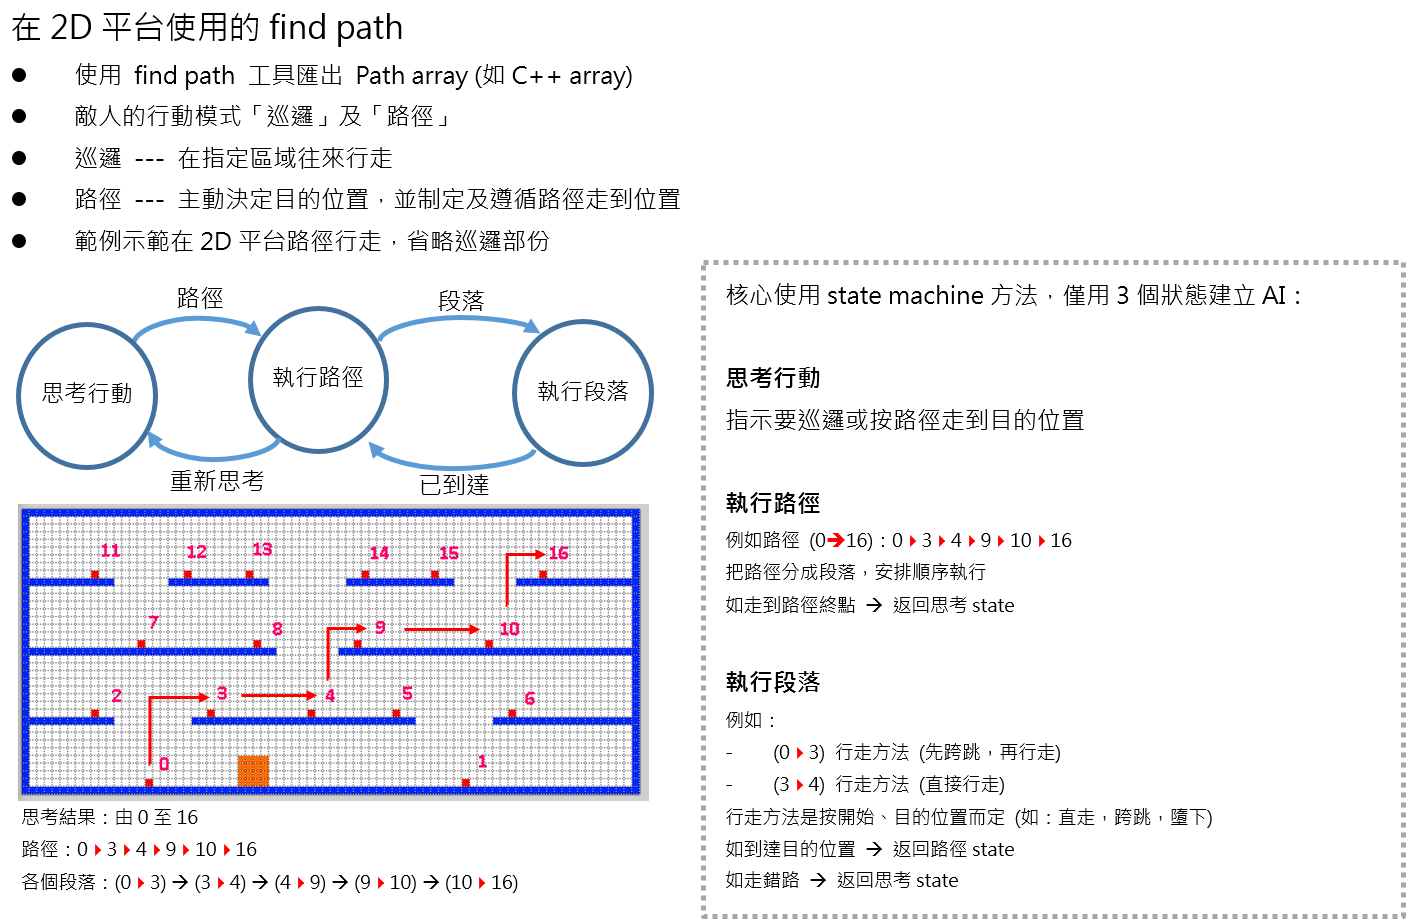 在 2D 平台使用的 find path
● 使用 find path 工具匯出 Path array (如 C++ array)
● 敵人的行動模式「巡邏」及「路徑」
● 巡邏 --- 在指定區域往來行走
● 路徑 --- 主動決定目的位置，並制定及遵循路徑走到位置
● 範例示範在 2D 平台路徑行走，省略巡邏部份
路徑
段落
思考行動
執行路徑
執行段落
重新思考
已到達
11 12 13 14 15 16
7 8 9 10
2 3 4 5 6
0 1
思考結果：由 0 至 16
路徑：0 ▸ 3 ▸ 4 ▸ 9 ▸ 10 ▸ 16
各個段落：(0 ▸ 3) → (3 ▸ 4) → (4 ▸ 9) → (9 ▸ 10) → (10 ▸ 16)
核心使用 state machine 方法，僅用 3 個狀態建立 AI：
思考行動
指示要巡邏或按路徑走到目的位置
執行路徑
例如路徑 (0➔16)：0 ▸ 3 ▸ 4 ▸ 9 ▸ 10 ▸ 16
把路徑分成段落，安排順序執行
如走到路徑終點 → 返回思考 state
執行段落
例如：
- (0 ▸ 3) 行走方法 (先跨跳，再行走)
- (3 ▸ 4) 行走方法 (直接行走)
行走方法是按開始、目的位置而定 (如：直走，跨跳，墮下)
如到達目的位置 → 返回路徑 state
如走錯路 → 返回思考 state